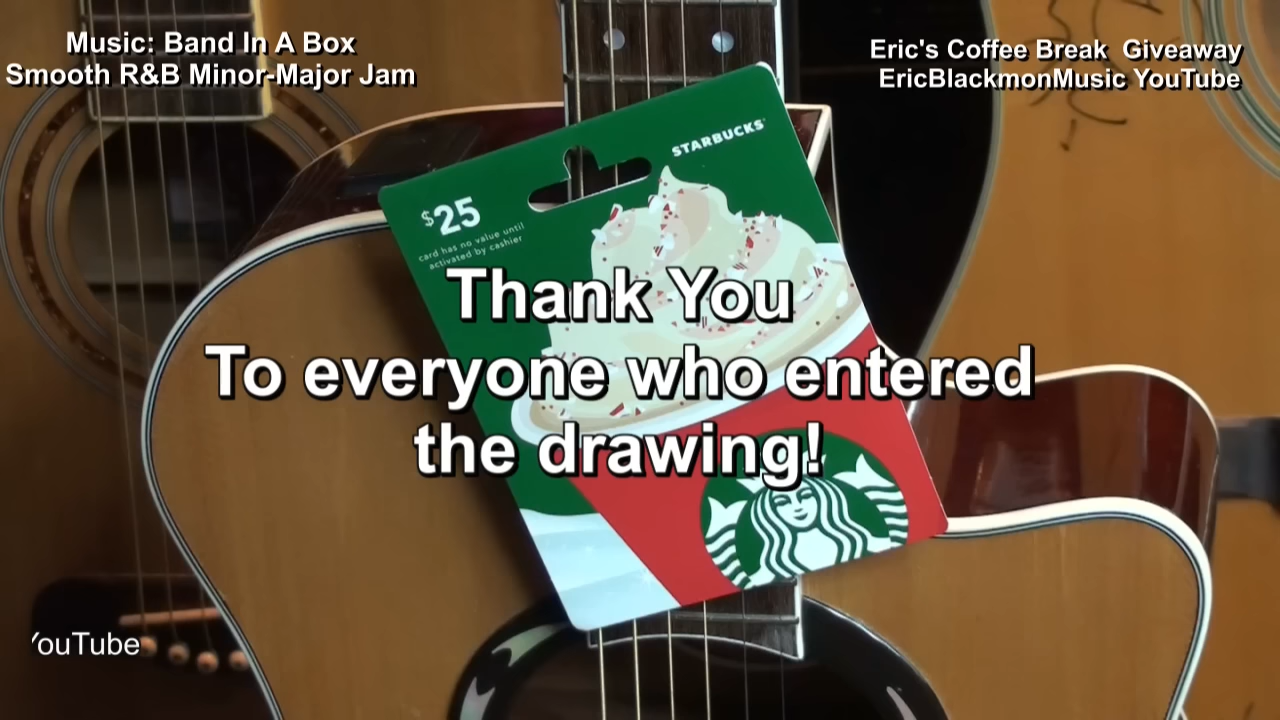 Music: Band In A Box
Smooth R&B Minor-Major Jam
Eric's Coffee Break Giveaway
EricBlackmonMusic YouTube
STARBUCKS
$25
card has no value until
activated by cashier
Thank You
To everyone who entered
the drawing!
YouTube